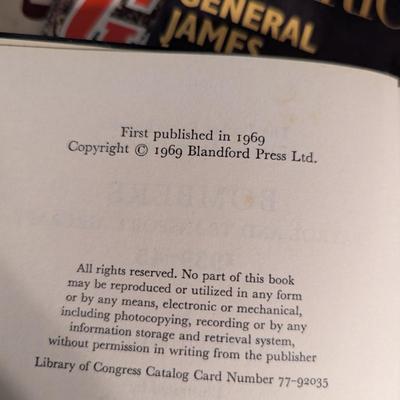 GENERAL
JAMES
First published in 1969
Copyright © 1969 Blandford Press Ltd.
BOMBERS
All rights reserved. No part of this book
may be reproduced or utilized in any form
or by any means, electronic or mechanical,
including photocopying, recording or by any
information storage and retrieval system,
without permission in writing from the publisher
Library of Congress Catalog Card Number 77-92035